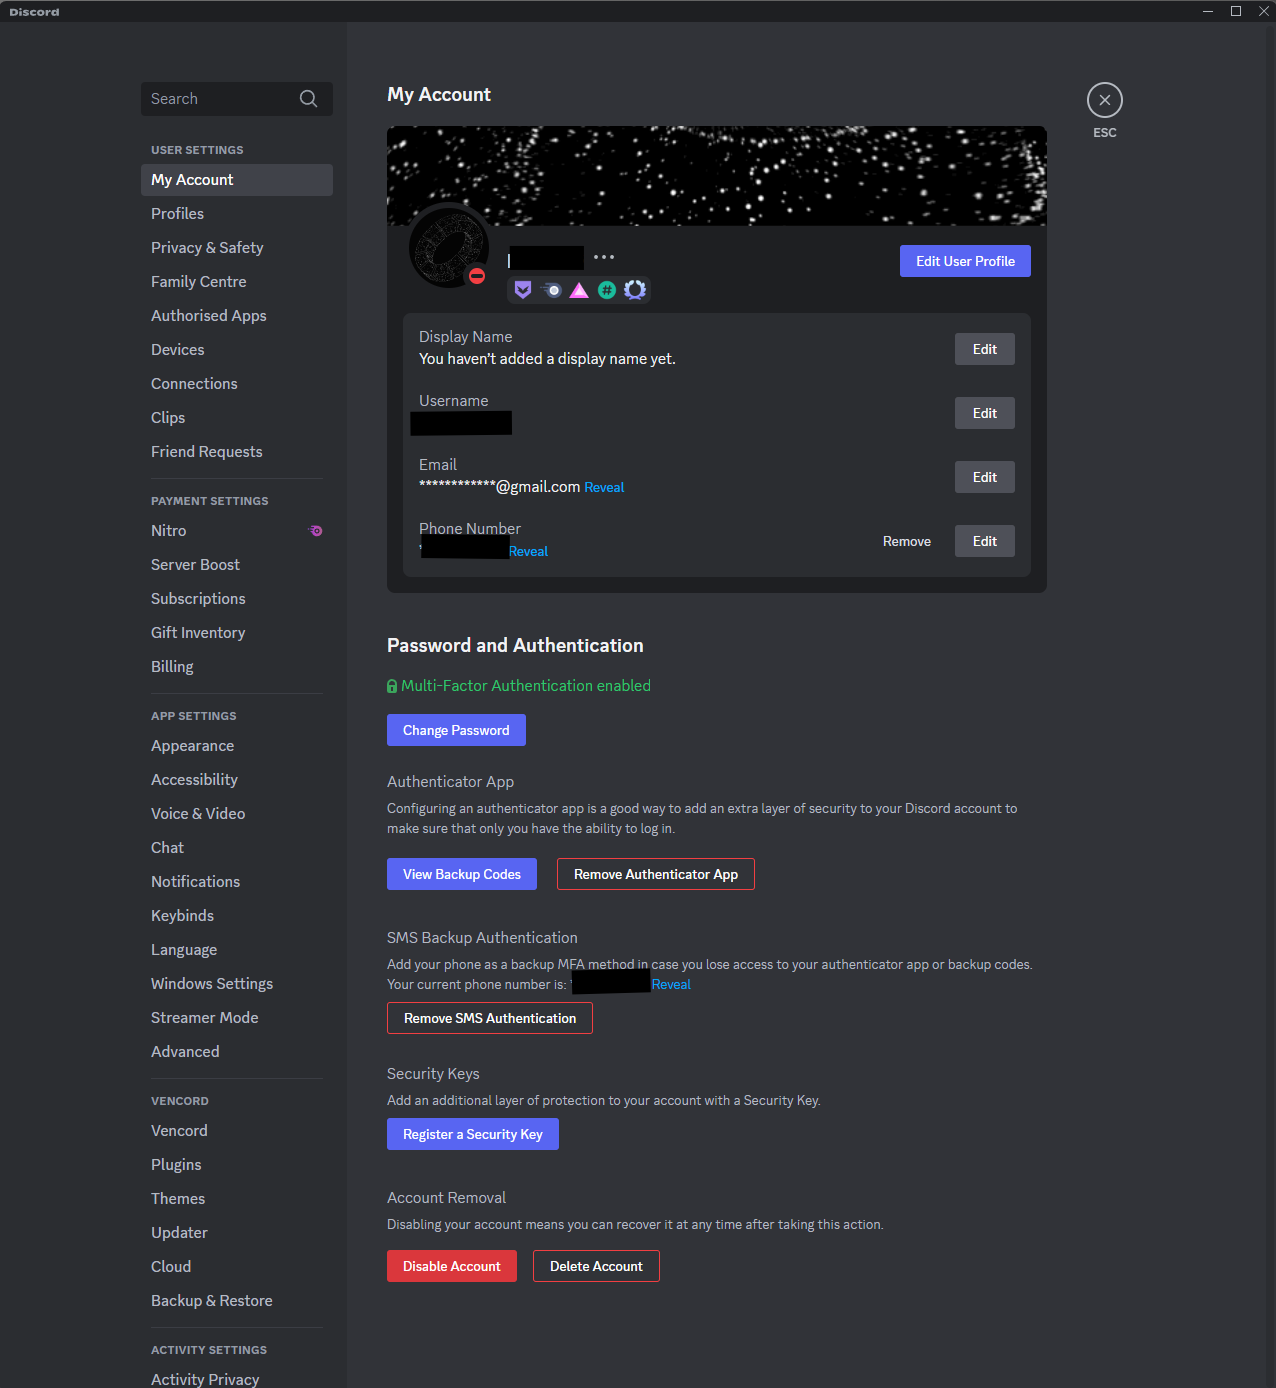 Discord
Search
USER SETTINGS
My Account
Profiles
Privacy & Safety
Family Centre
Authorised Apps
Devices
Connections
Clips
Friend Requests
PAYMENT SETTINGS
Nitro
Server Boost
Subscriptions
Gift Inventory
Billing
APP SETTINGS
Appearance
Accessibility
Voice & Video
Chat
Notifications
Keybinds
Language
Windows Settings
Streamer Mode
Advanced
VENCORD
Vencord
Plugins
Themes
Updater
Cloud
Backup & Restore
ACTIVITY SETTINGS
Activity Privacy
My Account
ESC
Edit User Profile
Display Name
You haven't added a display name yet.
Edit
Username
Edit
Email
************@gmail.com Reveal
Edit
Phone Number
Reveal
Remove
Edit
Password and Authentication
Multi-Factor Authentication enabled
Change Password
Authenticator App
Configuring an authenticator app is a good way to add an extra layer of security to your Discord account to
make sure that only you have the ability to log in.
View Backup Codes
Remove Authenticator App
SMS Backup Authentication
Add your phone as a backup MFA method in case you lose access to your authenticator app or backup codes.
Your current phone number is: Reveal
Remove SMS Authentication
Security Keys
Add an additional layer of protection to your account with a Security Key.
Register a Security Key
Account Removal
Disabling your account means you can recover it at any time after taking this action.
Disable Account
Delete Account